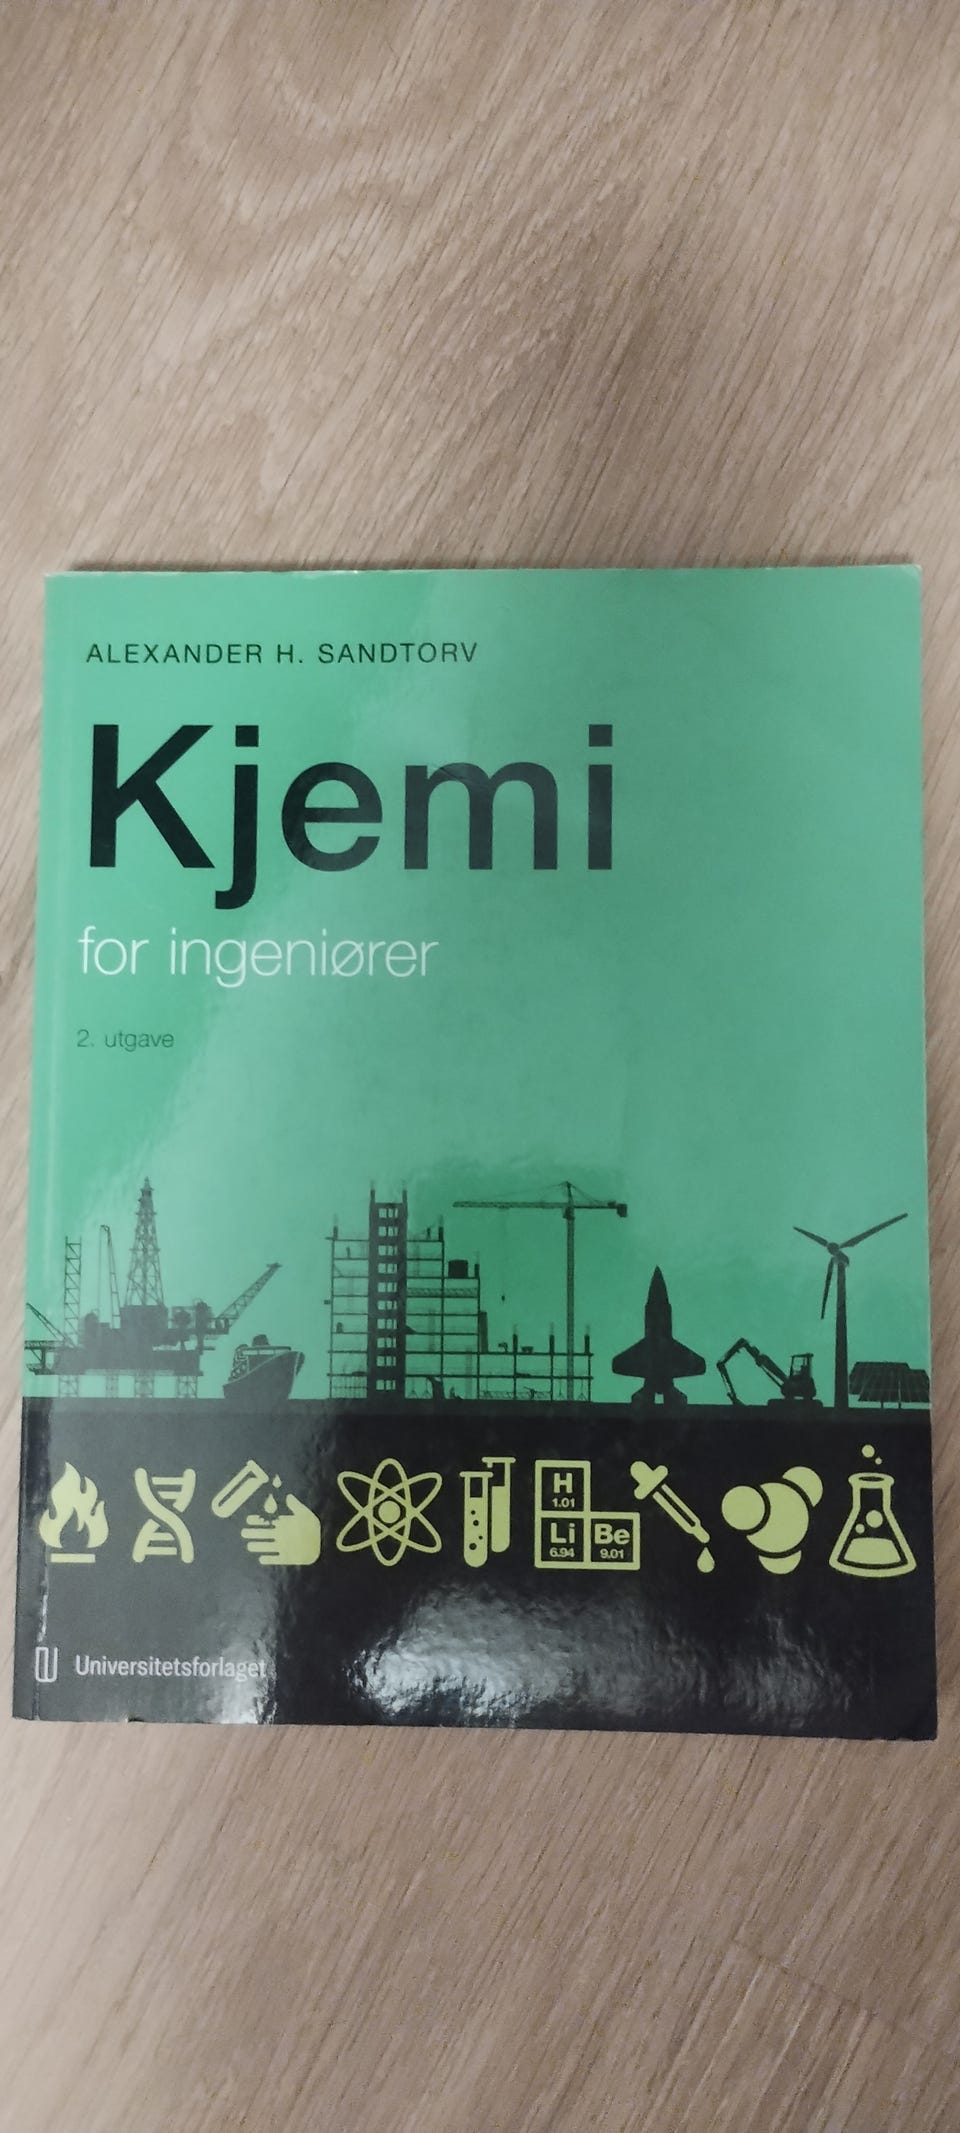 ALEXANDER H. SANDTORV
Kjemi
for ingeniører
2. utgave
H
1.01
Li Be
6.94 9.01
Universitetsforlaget